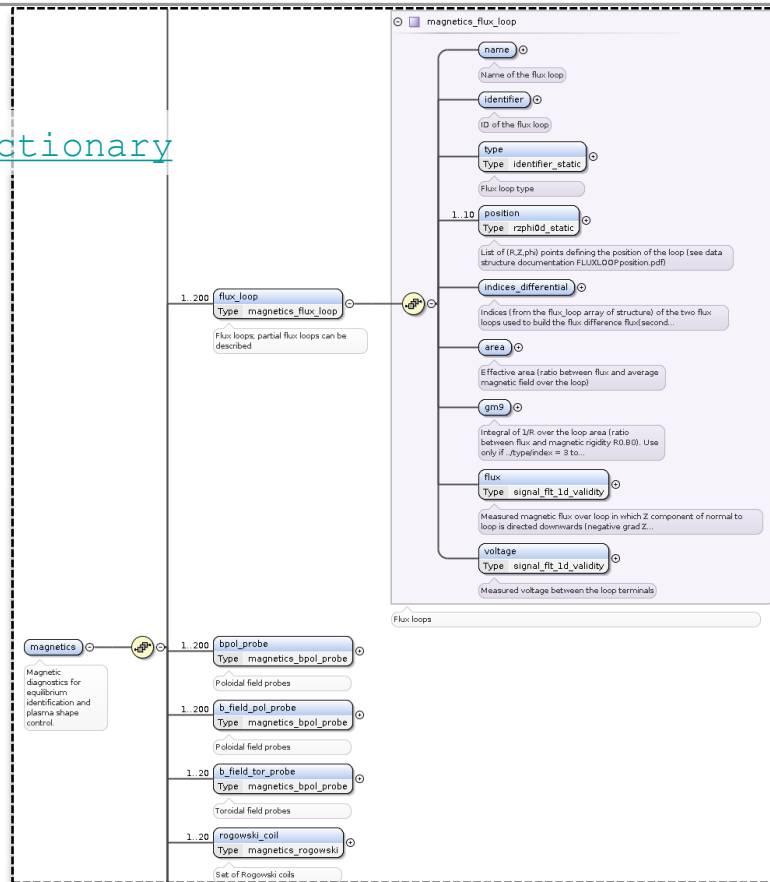 magnetics_flux_loop
name
Name of the flux loop
identifier
ID of the flux loop
ctionary
type
Type identifier_static
Flux loop type
1..10
position
Type rzphi0d_static
List of (R,Z,phi) points defining the position of the loop (see data
structure documentation FLUXLOOPposition.pdf)
indices_differential
Indices (from the flux_loop array of structure) of the two flux
loops used to build the flux difference flux(second...
1..200
flux_loop
Type magnetics_flux_loop
Flux loops; partial flux loops can be
described
area
Effective area (ratio between flux and average
magnetic field over the loop)
gm9
Integral of 1/R over the loop area (ratio
between flux and magnetic rigidity R0.B0). Use
only if ../type/index = 3 to...
flux
Type signal_flt_1d_validity
Measured magnetic flux over loop in which Z component of normal to
loop is directed downwards (negative grad Z...
voltage
Type signal_flt_1d_validity
Measured voltage between the loop terminals
Flux loops
magnetics
Magnetic
diagnostics for
equilibrium
identification and
plasma shape
control.
1..200
bpol_probe
Type magnetics_bpol_probe
Poloidal field probes
1..200
b_field_pol_probe
Type magnetics_bpol_probe
Poloidal field probes
1..20
b_field_tor_probe
Type magnetics_bpol_probe
Toroidal field probes
1..20
rogowski_coil
Type magnetics_rogowski
Set of Rogowski coils